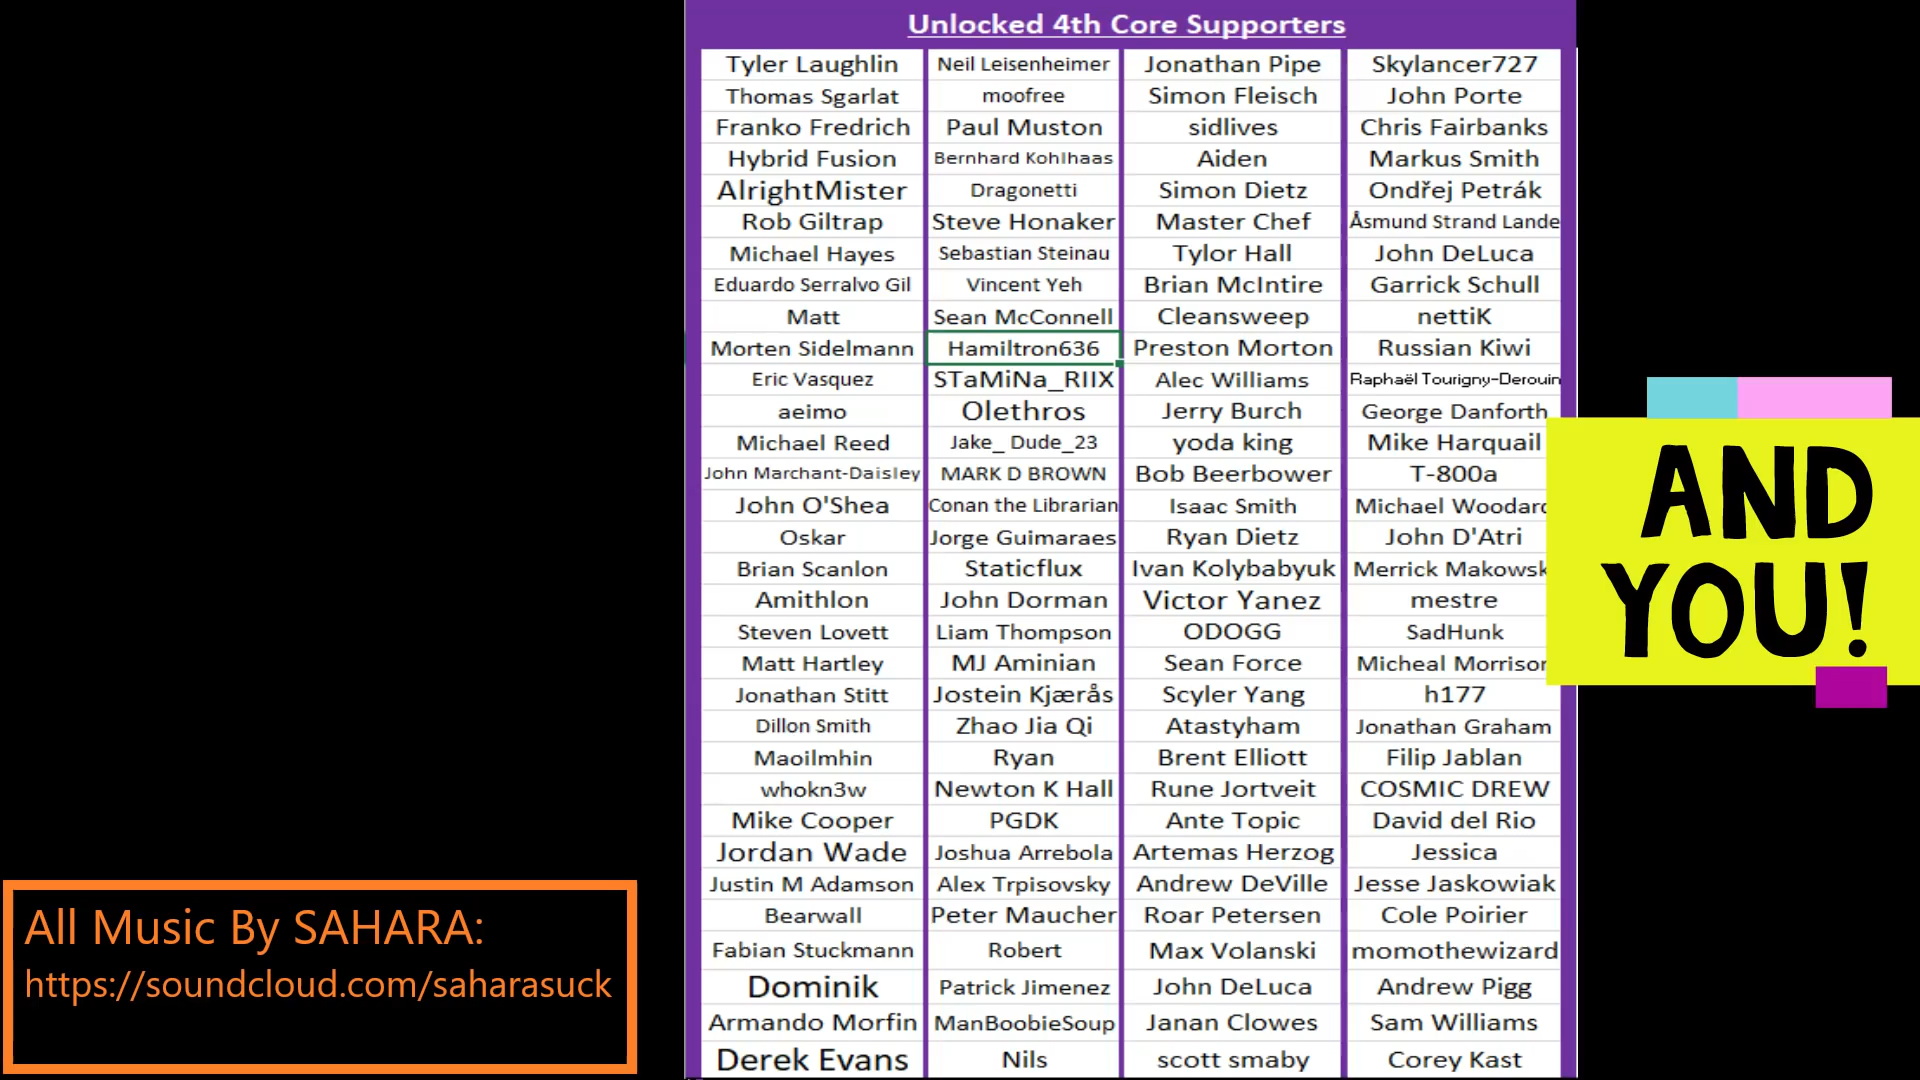 Unlocked 4th Core Supporters
Tyler Laughlin Neil Leisenheimer Jonathan Pipe Skylancer727
Thomas Sgarlat moofree Simon Fleisch John Porte
Franko Fredrich Paul Muston sidlives Chris Fairbanks
Hybrid Fusion Bernhard Kohlhaas Aiden Markus Smith
AlrightMister Dragonetti Simon Dietz Ondřej Petrák
Rob Giltrap Steve Honaker Master Chef Åsmund Strand Lande
Michael Hayes Sebastian Steinau Tylor Hall John DeLuca
Eduardo Serralvo Gil Vincent Yeh Brian McIntire Garrick Schull
Matt Sean McConnell Cleansweep nettiK
Morten Sidelmann Hamiltron636 Preston Morton Russian Kiwi
Eric Vasquez STaMiNa_RIIX Alec Williams Raphaël Tourigny-Derouin
aeimo Olethros Jerry Burch George Danforth
Michael Reed Jake_ Dude_23 yoda king Mike Harquail
John Marchant-Daisley MARK D BROWN Bob Beerbower T-800a
John O'Shea Conan the Librarian Isaac Smith Michael Woodard
Oskar Jorge Guimaraes Ryan Dietz John D'Atri
Brian Scanlon Staticflux Ivan Kolybabyuk Merrick Makowsk
Amithlon John Dorman Victor Yanez mestre
Steven Lovett Liam Thompson ODOGG SadHunk
Matt Hartley MJ Aminian Sean Force Micheal Morrison
Jonathan Stitt Jostein Kjærås Scyler Yang h177
Dillon Smith Zhao Jia Qi Atastyham Jonathan Graham
Maoilmhin Ryan Brent Elliott Filip Jablan
whokn3w Newton K Hall Rune Jortveit COSMIC DREW
Mike Cooper PGDK Ante Topic David del Rio
Jordan Wade Joshua Arrebola Artemas Herzog Jessica
Justin M Adamson Alex Trpisovsky Andrew DeVille Jesse Jaskowiak
Bearwall Peter Maucher Roar Petersen Cole Poirier
Fabian Stuckmann Robert Max Volanski momothewizard
Dominik Patrick Jimenez John DeLuca Andrew Pigg
Armando Morfin ManBoobieSoup Janan Clowes Sam Williams
Derek Evans Nils scott smaby Corey Kast
AND
YOU!
All Music By SAHARA:
https://soundcloud.com/saharasuck